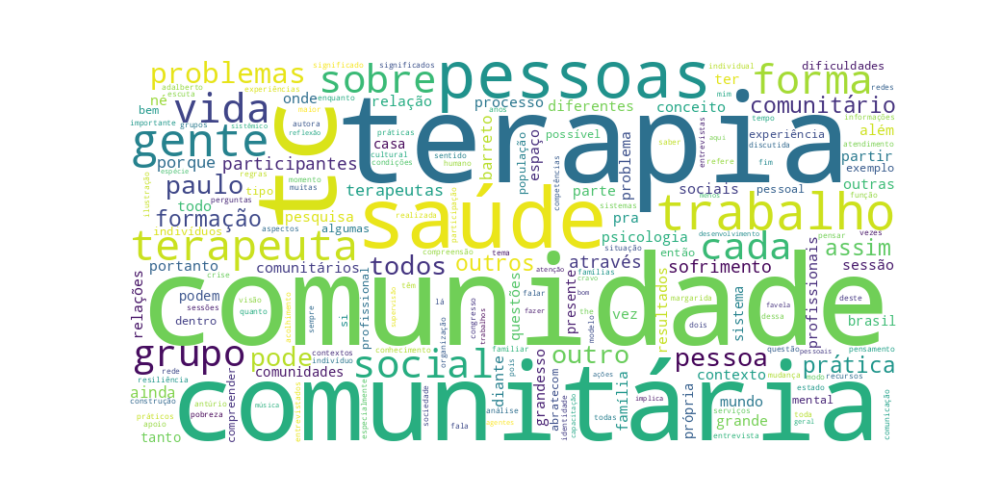 problemas
adalberto
escuta
significado
experiências
significados
sobre
pessoas
individual
mim
forma
dificuldades
ter
redes
né
bem
importante
grupos
vida
maior
autora
sistêmico
reflexão
onde
enquanto
relação
processo
anos
diferentes
conceito
tempo
comunitário
informações
gente
tc
terapia
práticas
casa
cultural
sentido
condições
humano
barreto
espaço
possível
população
problema
saber
refere
entrevistas
aqui
experiência
discutida
fim
além
atendimento
partir
exemplo
porque
participantes
espécie
regras
momento
muitas
tipo
perguntas
terapeutas
parte
competências
sistemas
sociais
pessoal
menos
outras
função
ilustração
paulo
todo
formação
indivíduos
aspectos
pesquisa
algumas
realizada
participação
saúde
pra
psicologia
situação
trabalho
desenvolvimento
então
pensar
vezes
terapeuta
compreensão
tema
outros
através
cada
assim
portanto
comunitários
todos
atenção
famílias
sofrimento
profissionais
sessão
relações
podem
crise
sessões
visão
dentro
quanto
acolhimento
sempre
si
profissional
supervisão
têm
lá
falar
fazer
organização
congresso
trabalhos
questões
the
presente
cravo
bom
modelo
vez
resultados
margarida
dois
sistema
favela
dessa
deste
brasil
comunidade
grupo
rede
resiliência
pode
contextos
indivíduo
conhecimento
comunidades
social
familiar
pois
diante
outro
ações
pessoa
questão
mudança
contexto
pessoais
modo
pensamento
prática
recursos
ainda
construção
práticos
apoio
tanto
antúrio
pobreza
compreender
música
entrevistados
especialmente
sociedade
fala
agentes
análise
grandesso
abratecom
identidade
capacitação
todas
família
implica
própria
mundo
serviços
grande
entrevista
estado
mental
toda
geral
comunicação
comunitária